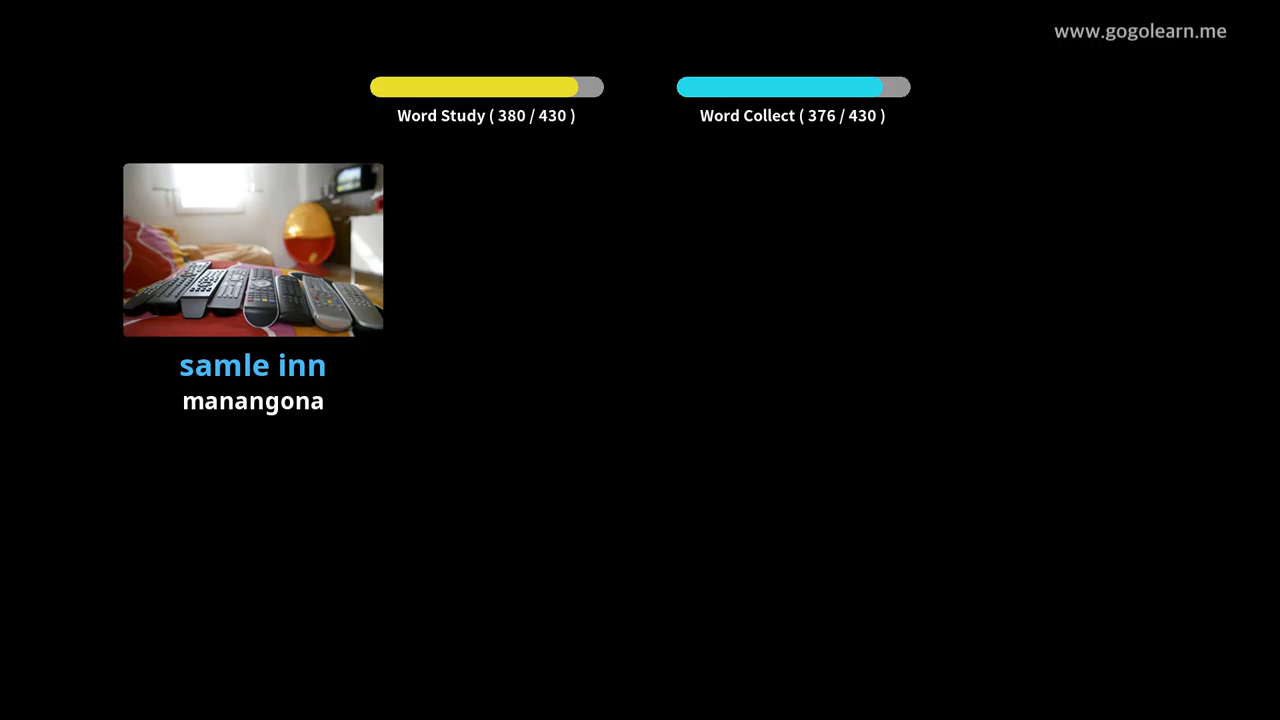 www.gogolearn.me
Word Study ( 380 / 430 )
Word Collect ( 376 / 430 )
samle inn
manangona